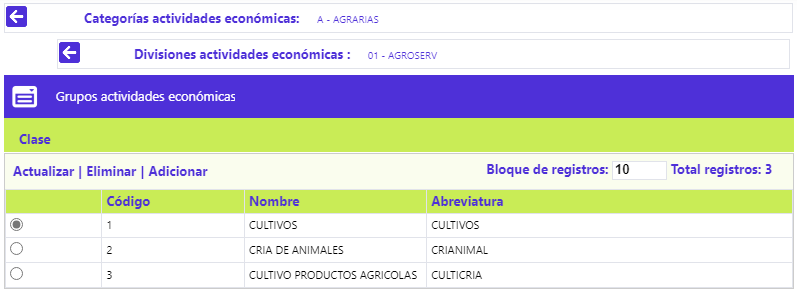 Categorías actividades económicas: A - AGRARIAS
Divisiones actividades económicas : 01 - AGROSERV
Grupos actividades económicas
Clase
Actualizar | Eliminar | Adicionar Bloque de registros: 10 Total registros: 3
Código Nombre Abreviatura
1 CULTIVOS CULTIVOS
2 CRIA DE ANIMALES CRIANIMAL
3 CULTIVO PRODUCTOS AGRICOLAS CULTICRIA